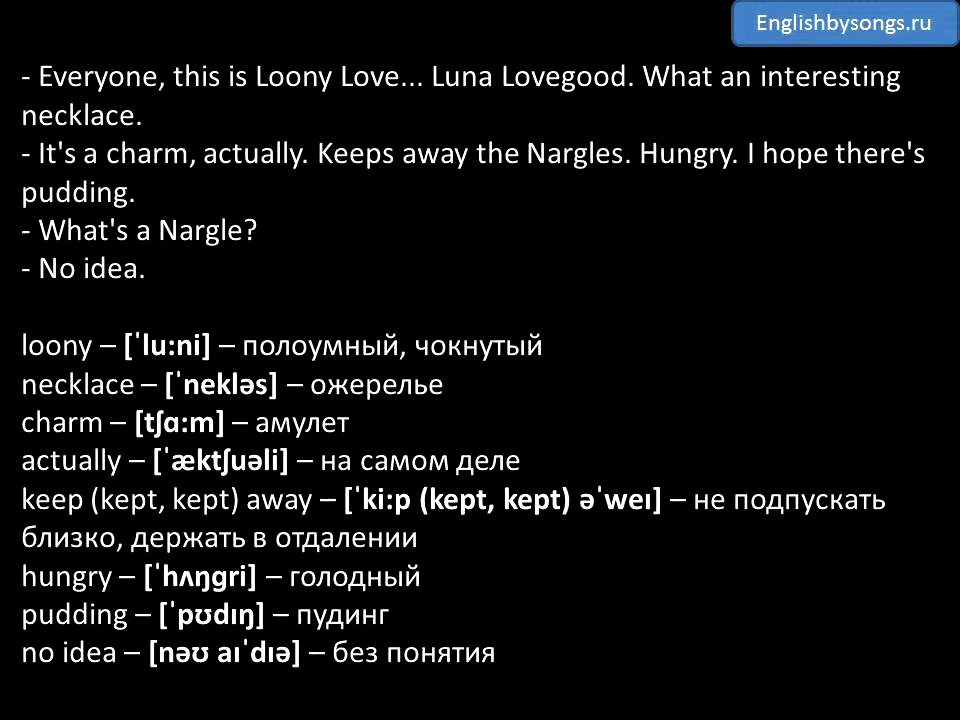 Englishbysongs.ru
- Everyone, this is Loony Love... Luna Lovegood. What an interesting
necklace.
- It's a charm, actually. Keeps away the Nargles. Hungry. I hope there's
pudding.
- What's a Nargle?
- No idea.
loony – [ˈlu:ni] – полоумный, чокнутый
necklace – [ˈnekləs] – ожерелье
charm – [tʃɑ:m] – амулет
actually – [ˈæktʃuəli] – на самом деле
keep (kept, kept) away – [ˈki:p (kept, kept) əˈweɪ] – не подпускать
близко, держать в отдалении
hungry – [ˈhʌŋgri] – голодный
pudding – [ˈpʊdɪŋ] – пудинг
no idea – [nəʊ aɪˈdɪə] – без понятия